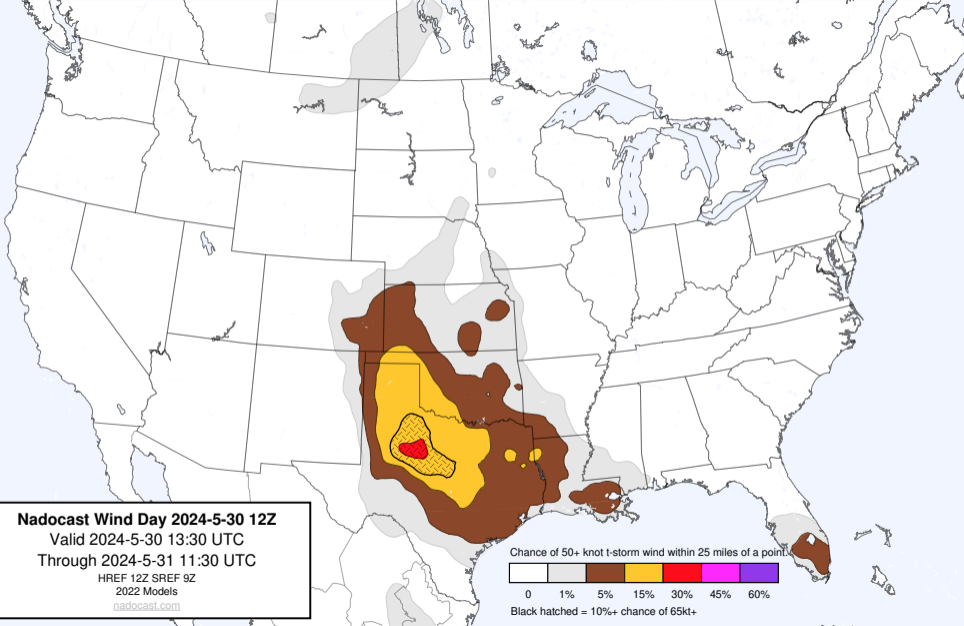 Nadocast Wind Day 2024-5-30 12Z
Valid 2024-5-30 13:30 UTC
Through 2024-5-31 11:30 UTC
HREF 12Z SREF 9Z
2022 Models
nadocast.com
Chance of 50+ knot t-storm wind within 25 miles of a point.
0 1% 5% 15% 30% 45% 60%
Black hatched = 10%+ chance of 65kt+